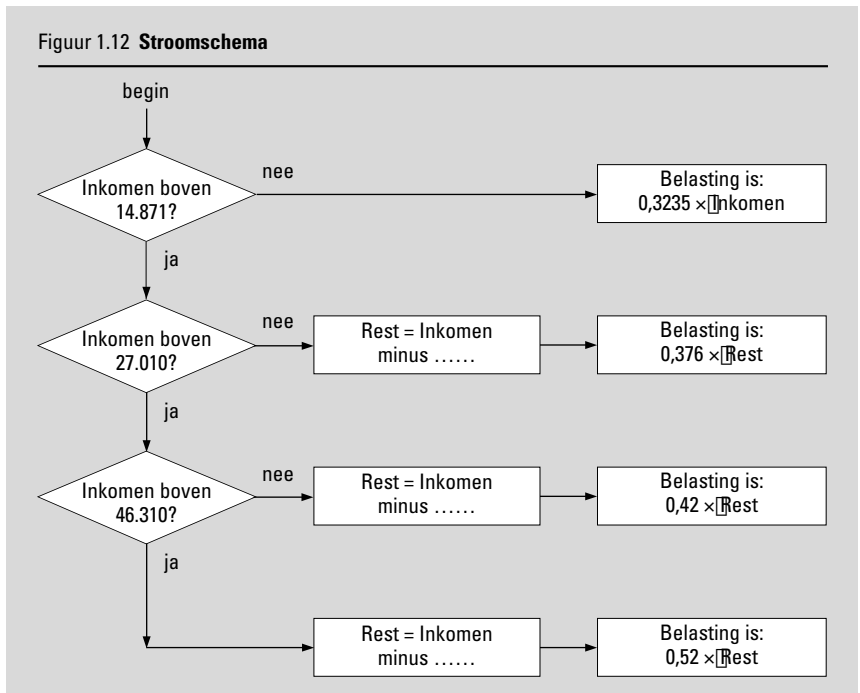 Figuur 1.12 Stroomschema
begin
Inkomen boven
14.871?
nee
Belasting is:
0,3235 × Inkomen
ja
Inkomen boven
27.010?
nee
Rest = Inkomen
minus ......
Belasting is:
0,376 × Rest
ja
Inkomen boven
46.310?
nee
Rest = Inkomen
minus ......
Belasting is:
0,42 × Rest
ja
Rest = Inkomen
minus ......
Belasting is:
0,52 × Rest